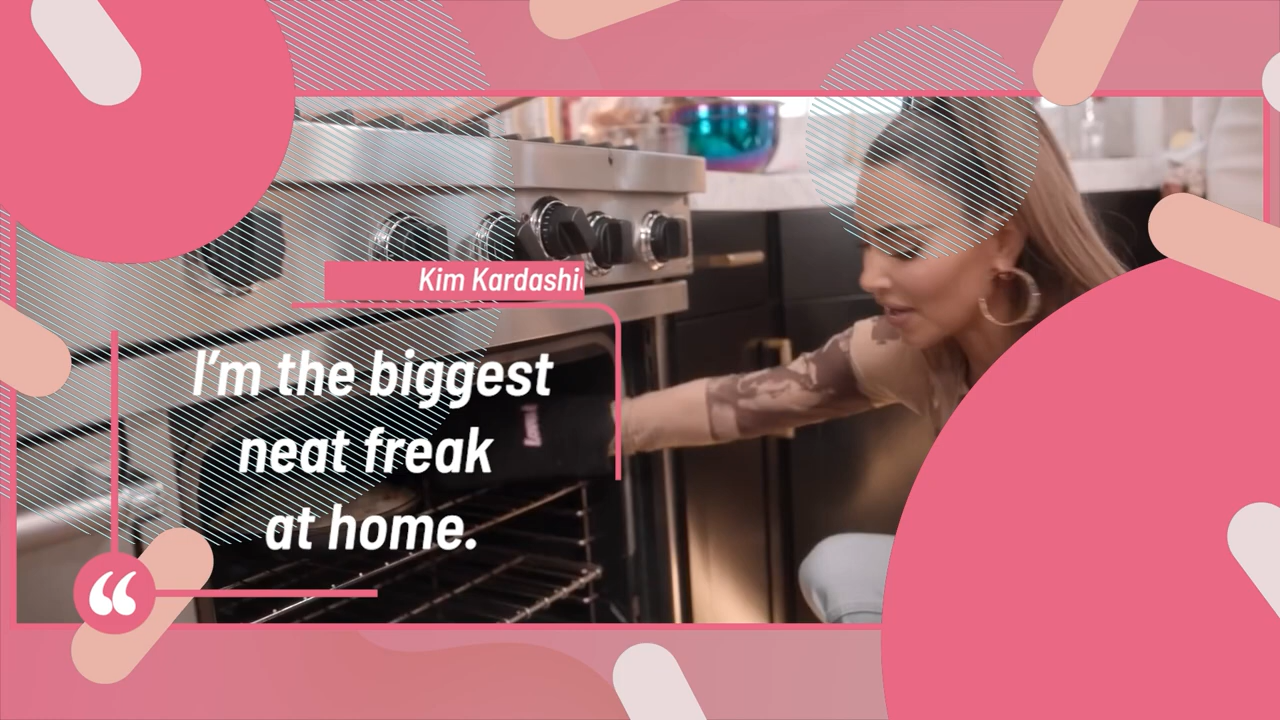 Kim Kardashi
I’m the biggest
neat freak
at home.